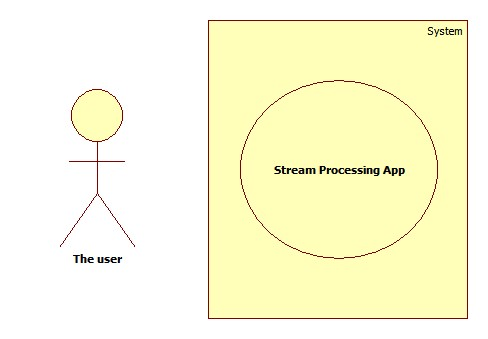 System
Stream Processing App
The user